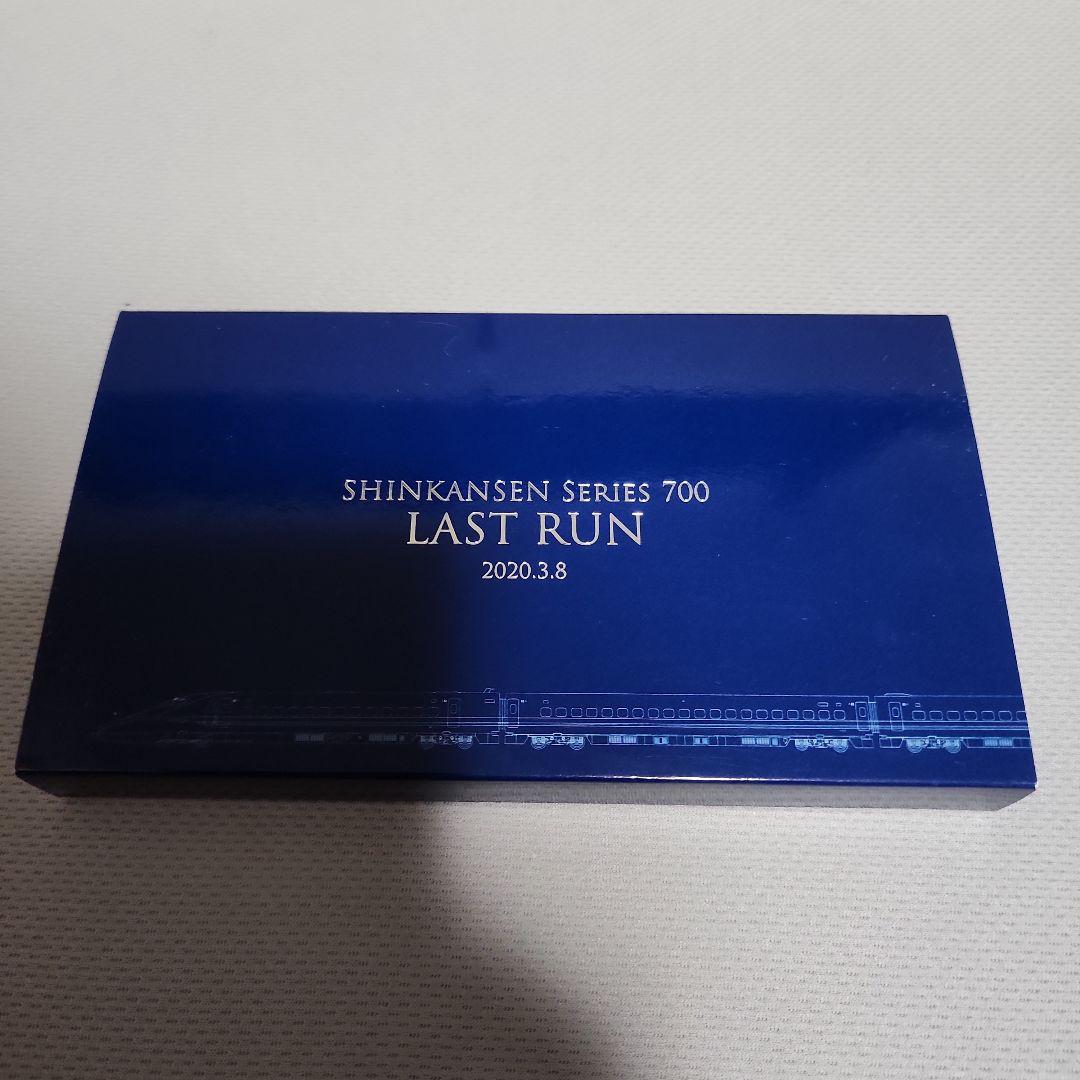 SHINKANSEN SERIES 700
LAST RUN
2020.3.8